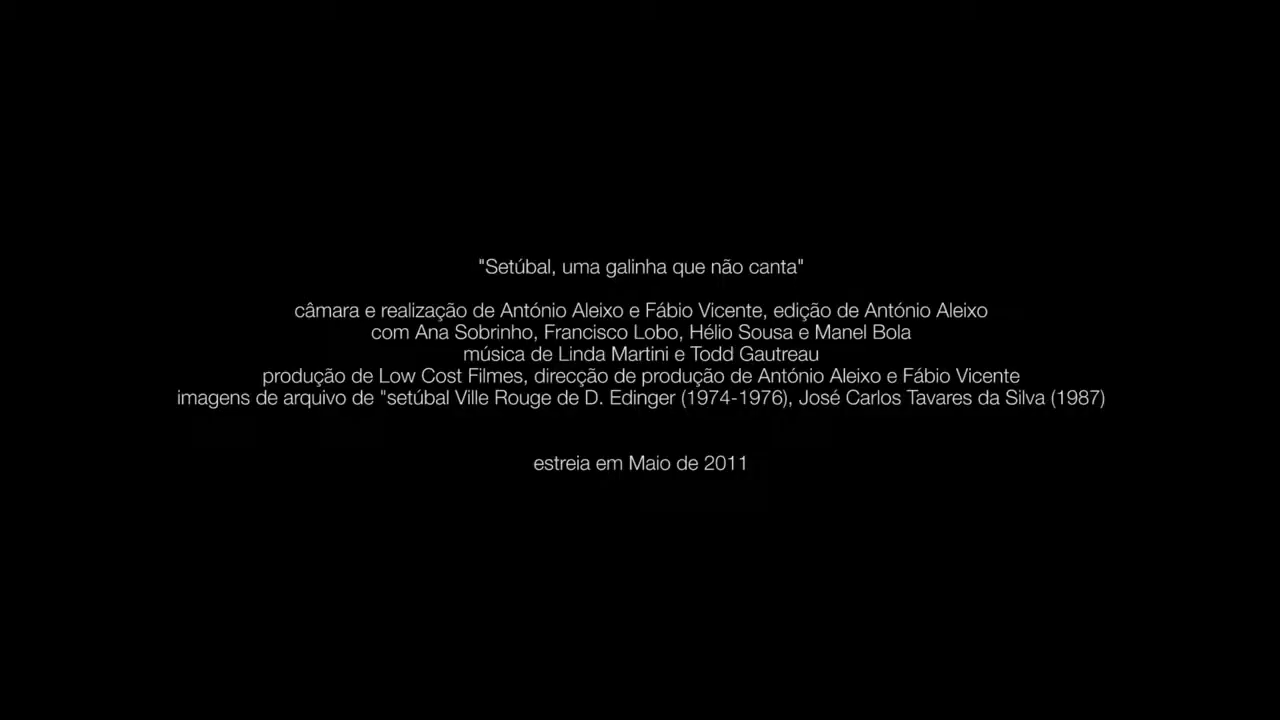 "Setúbal, uma galinha que não canta"
câmara e realização de António Aleixo e Fábio Vicente, edição de António Aleixo
com Ana Sobrinho, Francisco Lobo, Hélio Sousa e Manel Bola
música de Linda Martini e Todd Gautreau
produção de Low Cost Filmes, direcção de produção de António Aleixo e Fábio Vicente
imagens de arquivo de "setúbal Ville Rouge de D. Edinger (1974-1976), José Carlos Tavares da Silva (1987)
estreia em Maio de 2011